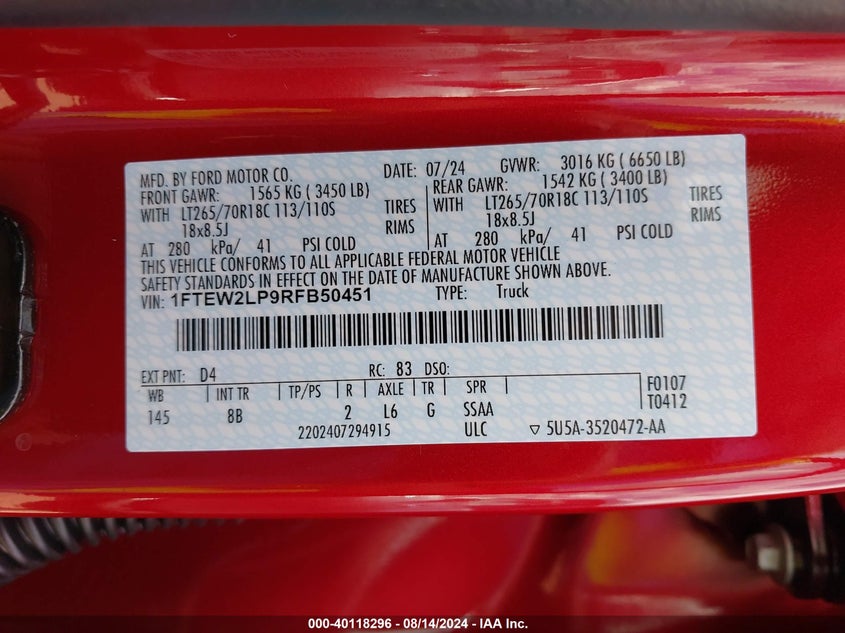 MFD. BY FORD MOTOR CO. DATE: 07/24 GVWR: 3016 KG ( 6650 LB)
FRONT GAWR: 1565 KG ( 3450 LB) REAR GAWR: 1542 KG ( 3400 LB)
WITH LT265/70R18C 113/110S TIRES WITH LT265/70R18C 113/110S TIRES
18x8.5J RIMS 18x8.5J RIMS
AT 280 kPa/ 41 PSI COLD AT 280 kPa/ 41 PSI COLD
THIS VEHICLE CONFORMS TO ALL APPLICABLE FEDERAL MOTOR VEHICLE
SAFETY STANDARDS IN EFFECT ON THE DATE OF MANUFACTURE SHOWN ABOVE.
VIN: 1FTEW2LP9RFB50451 TYPE: Truck
EXT PNT: D4 RC: 83 DSO:
WB INT TR TP/PS R AXLE TR SPR F0107
145 8B 2 L6 G SSAA T0412
2202407294915 ULC ▽ 5U5A-3520472-AA
000-40118296 - 08/14/2024 - IAA Inc.